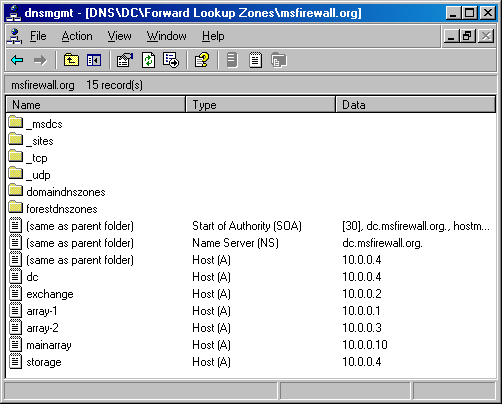 dnsmgmt - [DNS\DC\Forward Lookup Zones\msfirewall.org]
File Action View Window Help
msfirewall.org 15 record(s)
Name Type Data
_msdcs
_sites
_tcp
_udp
domaindnszones
forestdnszones
(same as parent folder) Start of Authority (SOA) [30], dc.msfirewall.org., hostm...
(same as parent folder) Name Server (NS) dc.msfirewall.org.
(same as parent folder) Host (A) 10.0.0.4
dc Host (A) 10.0.0.4
exchange Host (A) 10.0.0.2
array-1 Host (A) 10.0.0.1
array-2 Host (A) 10.0.0.3
mainarray Host (A) 10.0.0.10
storage Host (A) 10.0.0.4